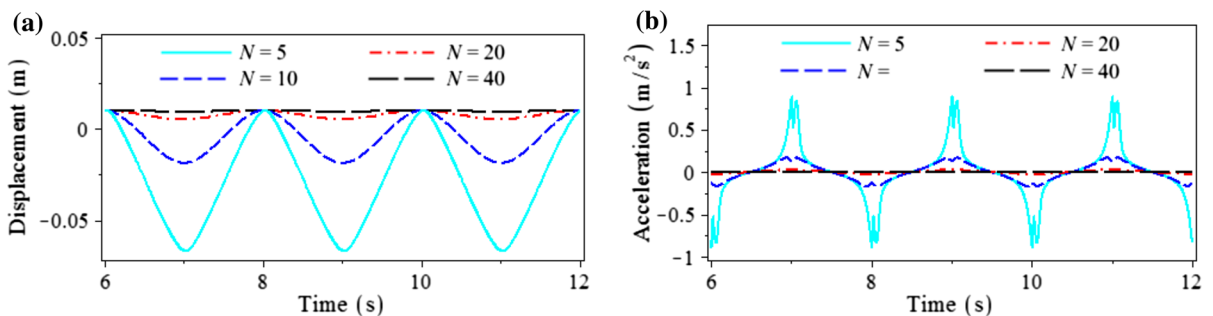 (a)
0.05
N = 5
N = 20
N = 10
N = 40
Displacement (m)
0
−0.05
6
8
10
12
Time (s)
(b)
1.5
N = 5
N = 20
N =
N = 40
1
Acceleration (m/s²)
0.5
0
−0.5
−1
6
8
10
12
Time (s)